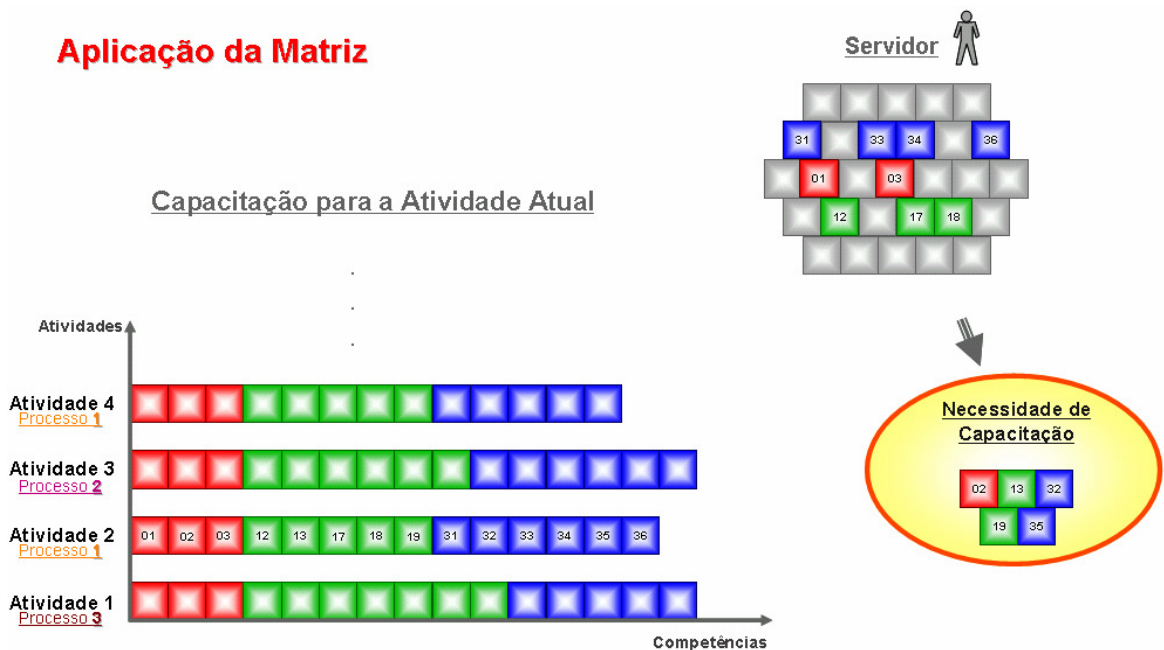 Aplicação da Matriz
Servidor
31 33 34 36
01 03
12 17 18
Capacitação para a Atividade Atual
Atividades
Atividade 4
Processo 1
Atividade 3
Processo 2
Atividade 2
Processo 1
01 02 03 12 13 17 18 19 31 32 33 34 35 36
Atividade 1
Processo 3
Competências
Necessidade de
Capacitação
02 13 32
19 35